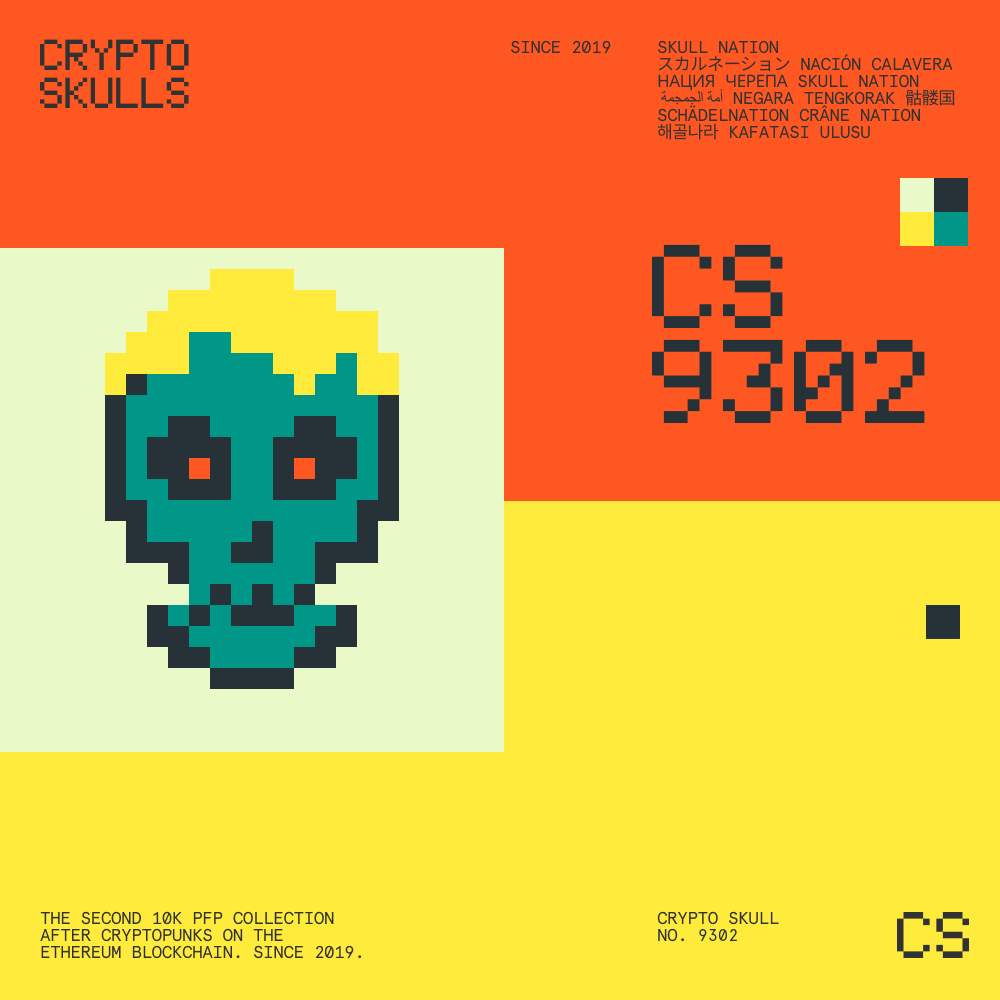 CRYPTO
SKULLS
SINCE 2019
SKULL NATION
スカルネーション NACIÓN CALAVERA
НАЦИЯ ЧЕРЕПА SKULL NATION
أمة الجمجمة NEGARA TENGKORAK 骷髅国
SCHÄDELNATION CRÂNE NATION
해골나라 KAFATASI ULUSU
CS
9302
THE SECOND 10K PFP COLLECTION
AFTER CRYPTOPUNKS ON THE
ETHEREUM BLOCKCHAIN. SINCE 2019.
CRYPTO SKULL
NO. 9302
CS